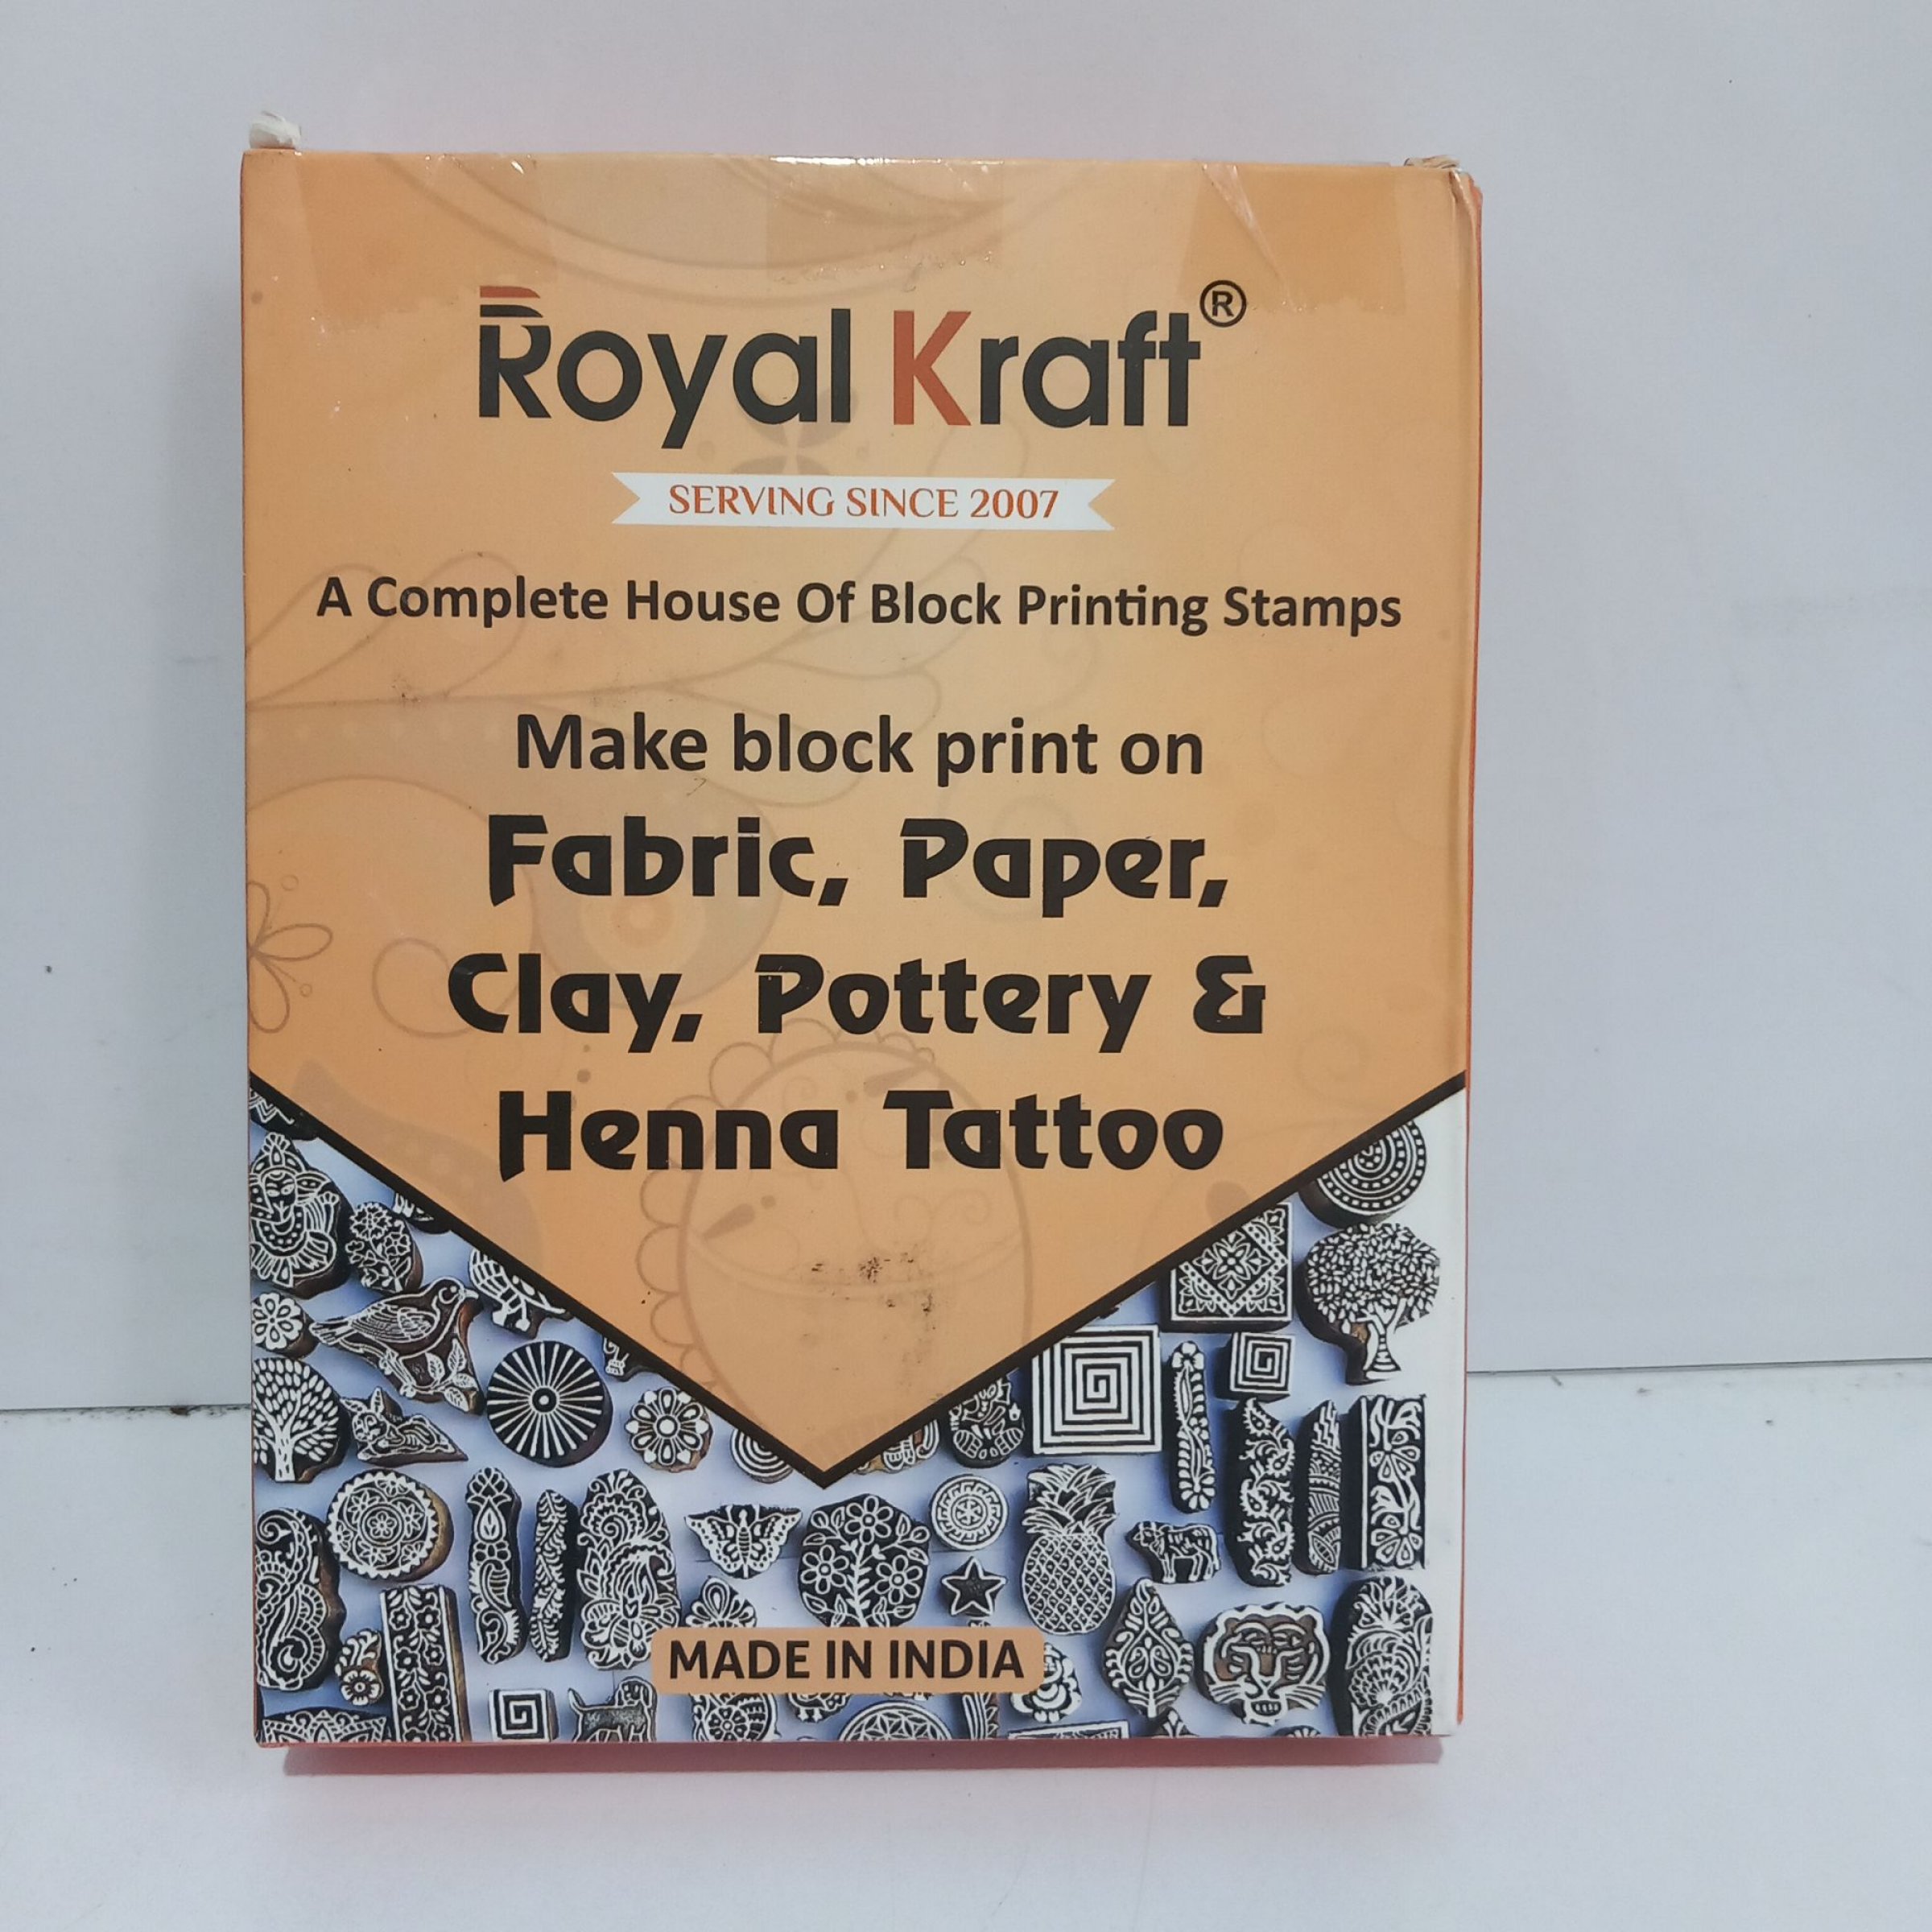 Royal Kraft®
SERVING SINCE 2007
A Complete House Of Block Printing Stamps
Make block print on
Fabric, Paper,
Clay, Pottery &
Henna Tattoo
MADE IN INDIA